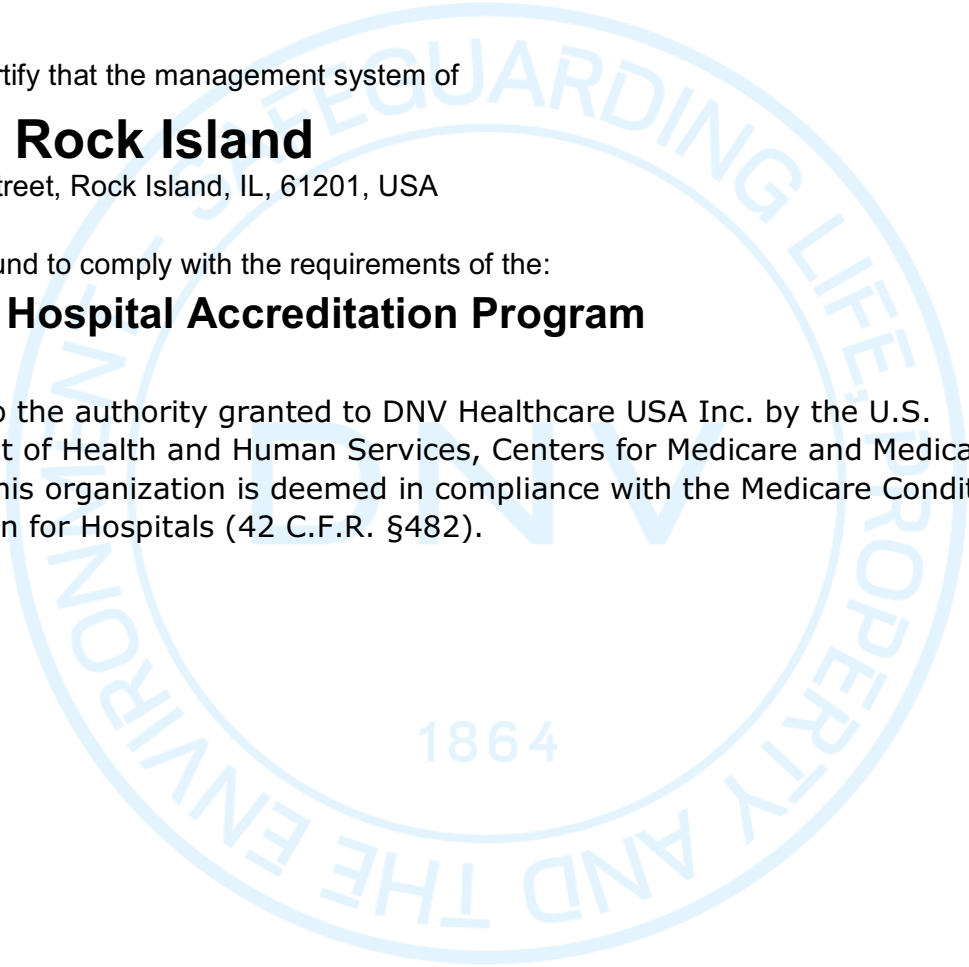 rtify that the management system of
Rock Island
treet, Rock Island, IL, 61201, USA
und to comply with the requirements of the:
Hospital Accreditation Program
o the authority granted to DNV Healthcare USA Inc. by the U.S.
t of Health and Human Services, Centers for Medicare and Medica
his organization is deemed in compliance with the Medicare Condit
n for Hospitals (42 C.F.R. §482).
SAFEGUARDING LIFE, PROPERTY AND THE ENVIRONMENT
DNV
1864